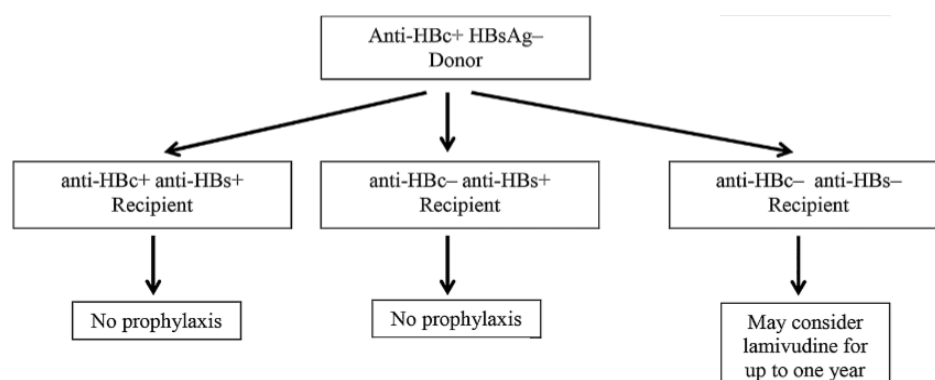 Anti-HBc+ HBsAg–
Donor
anti-HBc+ anti-HBs+
Recipient
anti-HBc– anti-HBs+
Recipient
anti-HBc–  anti-HBs–
Recipient
No prophylaxis
No prophylaxis
May consider
lamivudine for
up to one year